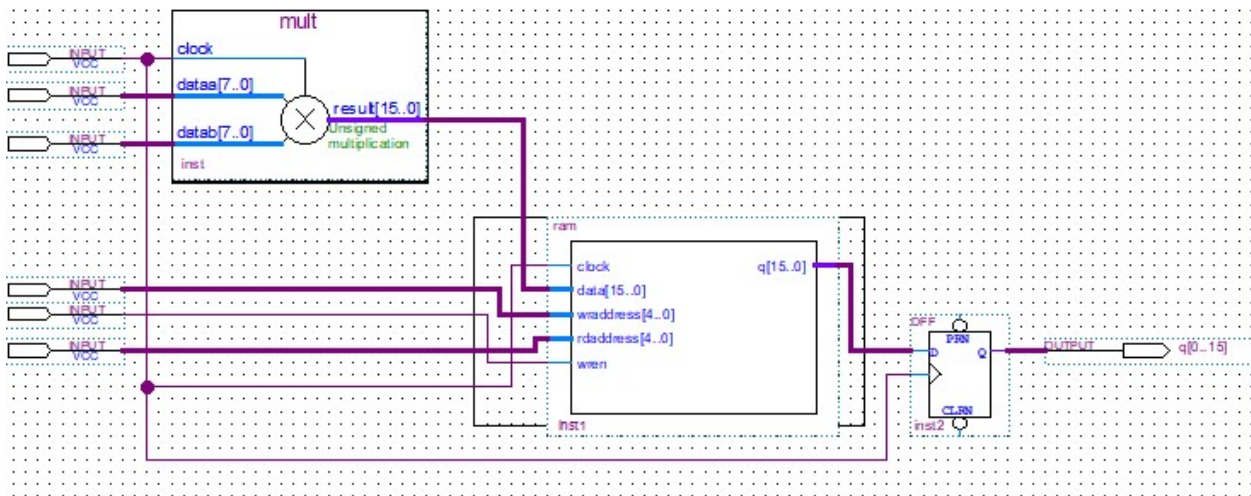 mult
INPUT
VCC
clock
INPUT
VCC
dataa[7..0]
result[15..0]
Unsigned
multiplication
INPUT
VCC
datab[7..0]
inst
ram
clock
q[15..0]
INPUT
VCC
data[15..0]
INPUT
VCC
wraddress[4..0]
INPUT
VCC
rdaddress[4..0]
wren
inst1
DFF
PRN
D
Q
CLRN
inst2
OUTPUT
q[0..15]